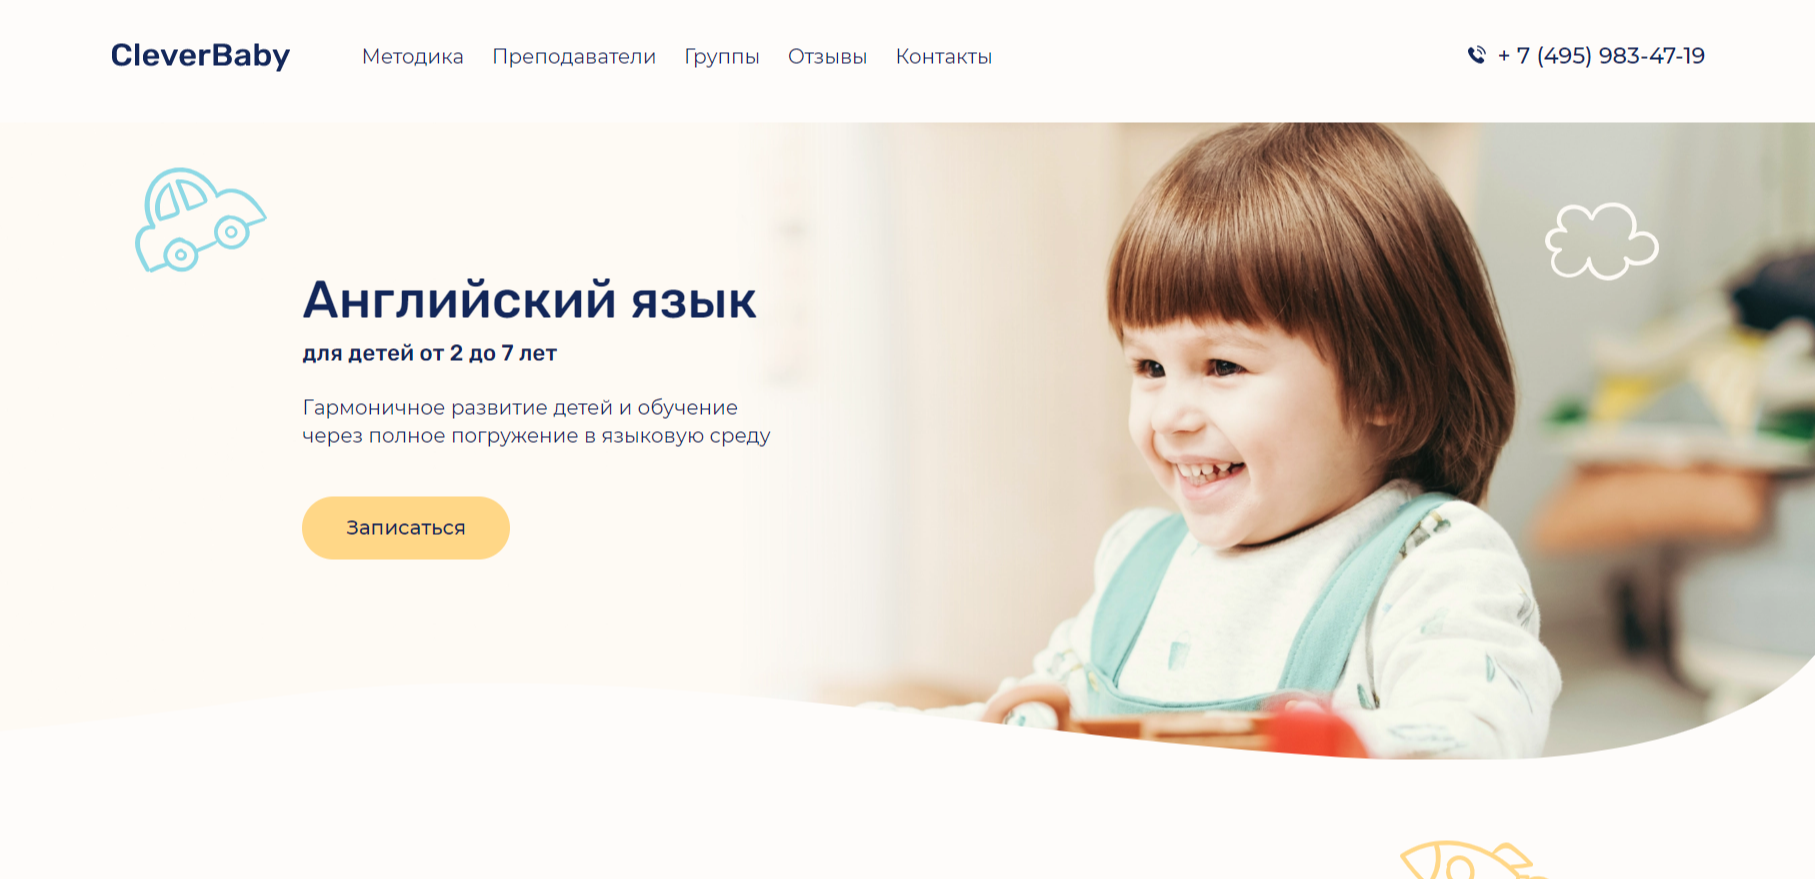 CleverBaby
Методика
Преподаватели
Группы
Отзывы
Контакты
+ 7 (495) 983-47-19
Английский язык
для детей от 2 до 7 лет
Гармоничное развитие детей и обучение
через полное погружение в языковую среду
Записаться